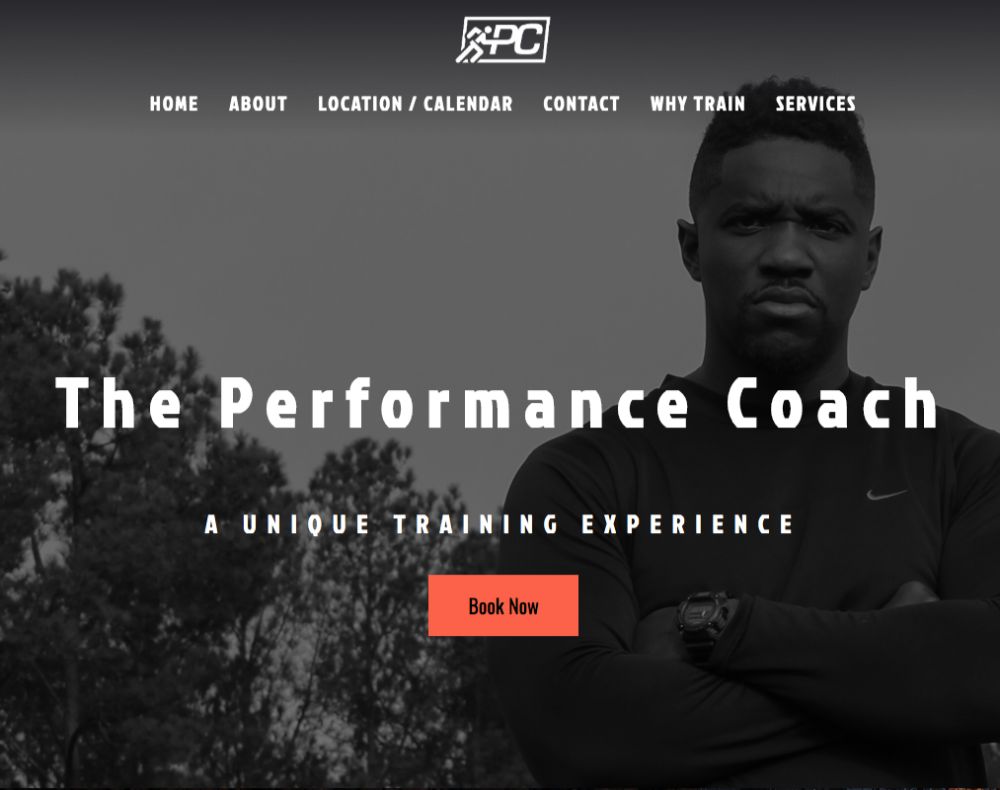 PC
HOME ABOUT LOCATION / CALENDAR CONTACT WHY TRAIN SERVICES
The Performance Coach
A UNIQUE TRAINING EXPERIENCE
Book Now